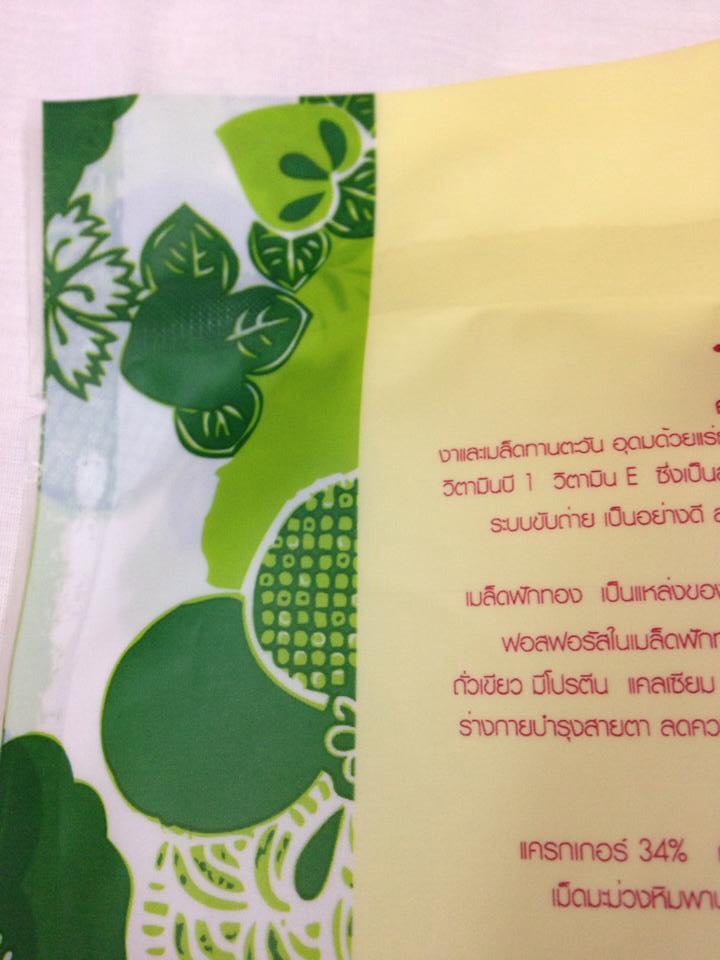 งาและเมล็ดทานตะวัน อุดมด้วยแร่
วิตามินบี 1 วิตามิน E ซึ่งเป็น
ระบบขับถ่าย เป็นอย่างดี
เมล็ดฟักทอง เป็นแหล่งของ
ฟอสฟอรัสในเมล็ดฟัก
ถั่วเขียว มีโปรตีน แคลเซียม
ร่างกายบำรุงสายตา ลดคว
แครกเกอร์ 34%
เม็ดมะม่วงหิมพาน